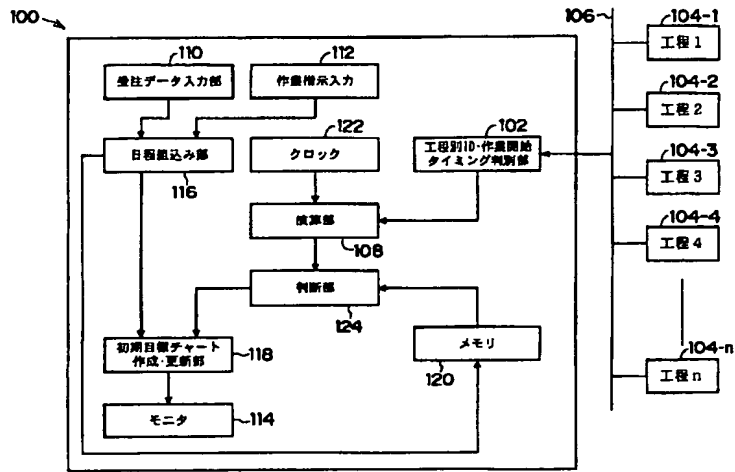 100
106
110
受注データ入力部
112
作業指示入力
104-1
工程1
104-2
工程2
122
クロック
102
工程別ID・作業開始
タイミング判別部
日程組込み部
116
104-3
工程3
演算部
108
104-4
工程4
判断部
124
初期目標チャート
作成・更新部
118
メモリ
120
104-n
工程n
モニタ
114